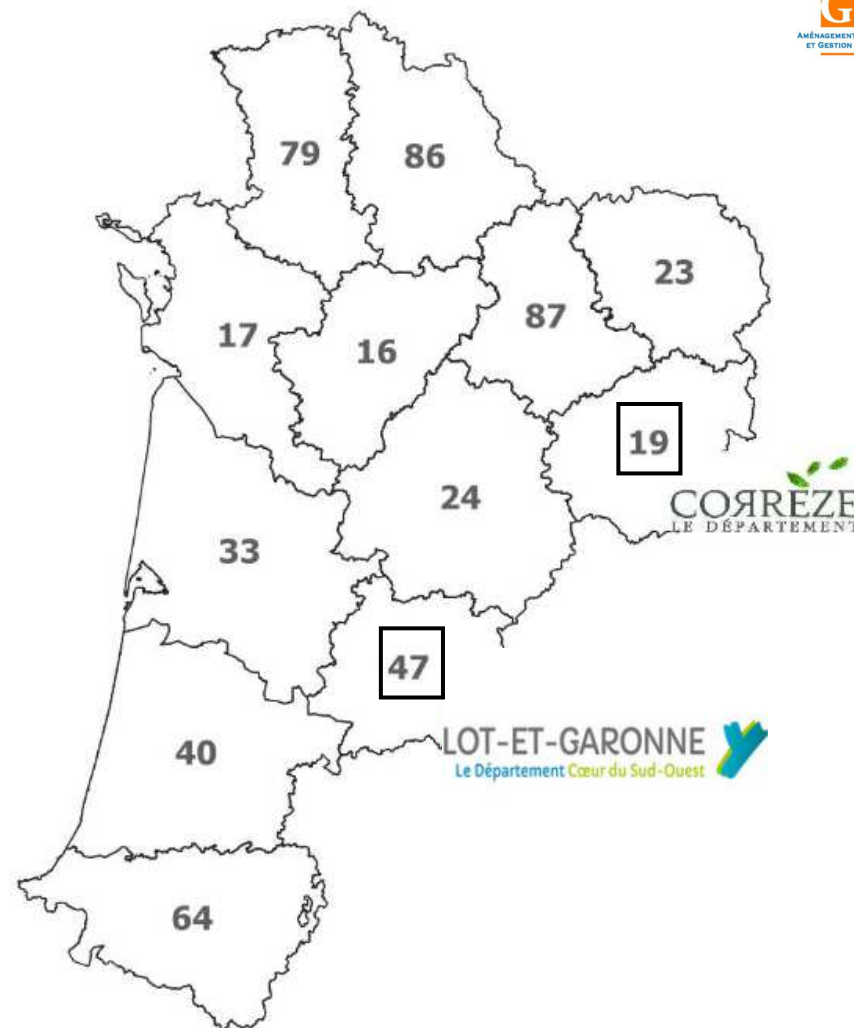 G
AMÉNAGEMENT
ET GESTION
79
86
23
17
87
16
19
CORREZE
LE DÉPARTEMENT
24
33
47
LOT-ET-GARONNE
Le Département Cœur du Sud-Ouest
40
64